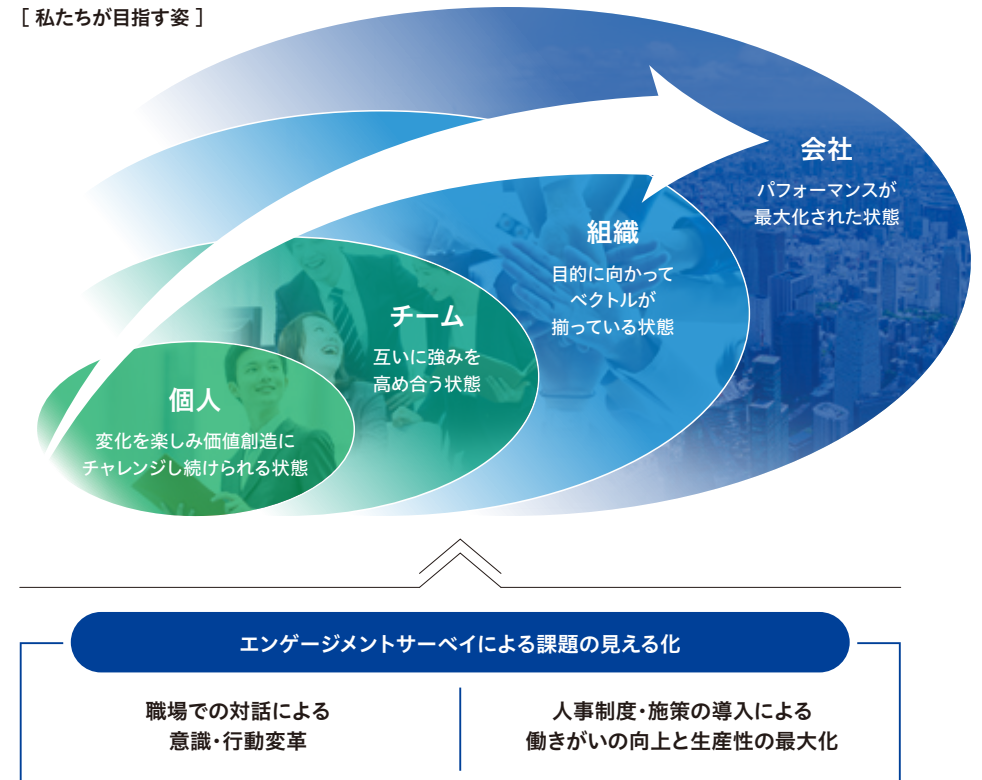 [ 私たちが目指す姿 ]
会社
パフォーマンスが
最大化された状態
組織
目的に向かって
ベクトルが
揃っている状態
チーム
互いに強みを
高め合う状態
個人
変化を楽しみ価値創造に
チャレンジし続けられる状態
エンゲージメントサーベイによる課題の見える化
職場での対話による
意識・行動変革
人事制度・施策の導入による
働きがいの向上と生産性の最大化